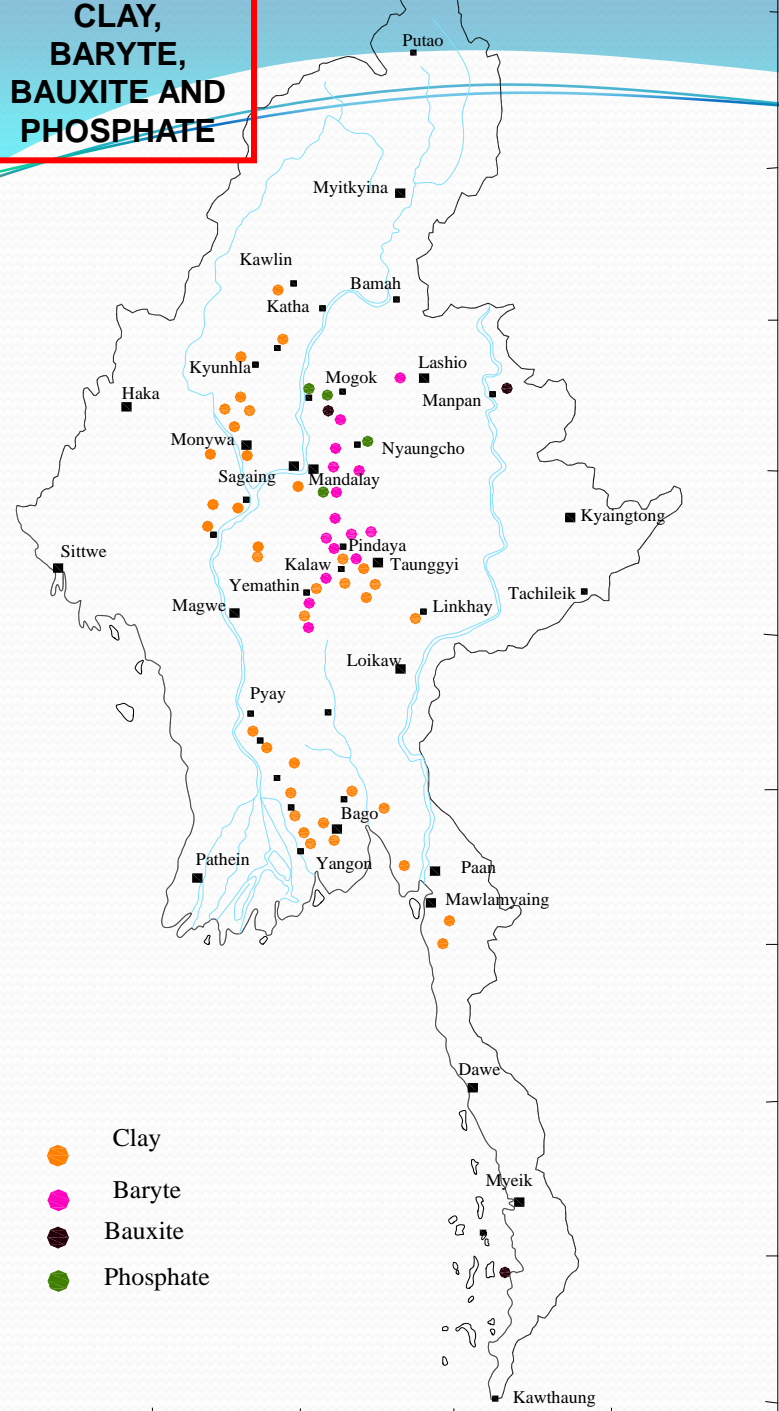 CLAY,
BARYTE,
BAUXITE AND
PHOSPHATE
Putao
Myitkyina
Kawlin
Bamah
Katha
Kyunhla
Mogok
Lashio
Haka
Manpan
Monywa
Nyaungcho
Sagaing
Mandalay
Kyaingtong
Sittwe
Pindaya
Kalaw
Taunggyi
Yemathin
Tachileik
Magwe
Linkhay
Loikaw
Pyay
Bago
Pathein
Yangon
Paan
Mawlamyaing
Dawe
Clay
Myeik
Baryte
Bauxite
Phosphate
Kawthaung